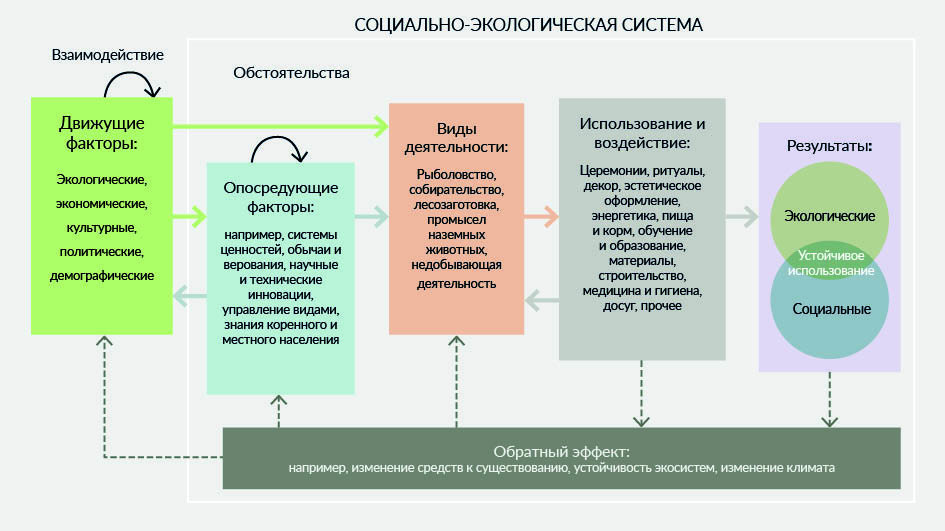 СОЦИАЛЬНО-ЭКОЛОГИЧЕСКАЯ СИСТЕМА
Взаимодействие
Обстоятельства
Движущие
факторы:
Экологические,
экономические,
культурные,
политические,
демографические
Опосредующие
факторы:
например, системы
ценностей, обычаи и
верования, научные
и технические
инновации,
управление видами,
знания коренного и
местного населения
Виды
деятельности:
Рыболовство,
собирательство,
лесозаготовка,
промысел
наземных
животных,
недобывающая
деятельность
Использование и
воздействие:
Церемонии, ритуалы,
декор, эстетическое
оформление,
энергетика, пища
и корм, обучение
и образование,
материалы,
строительство,
медицина и гигиена,
досуг, прочее
Результаты:
Экологические
Устойчивое
использование
Социальные
Обратный эффект:
например, изменение средств к существованию, устойчивость экосистем, изменение климата